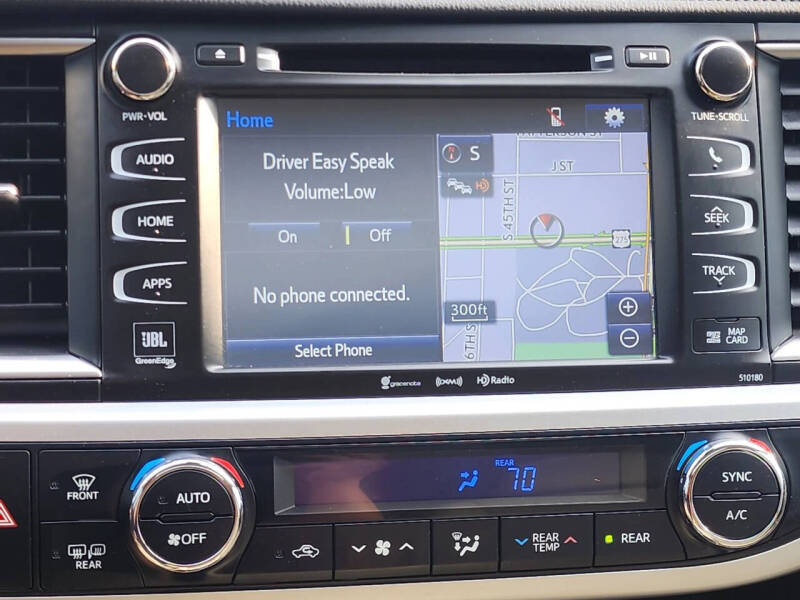 PWR•VOL
TUNE•SCROLL
AUDIO
HOME
APPS
JBL
GreenEdge
Home
Driver Easy Speak
Volume:Low
On
Off
No phone connected.
Select Phone
N
S
HD
J ST
S 45TH ST
275
300ft
6TH S
+
−
SEEK
TRACK
MAP
CARD
510180
gracenote
((XM))
HD Radio
FRONT
REAR
AUTO
OFF
REAR
70
REAR
TEMP
REAR
SYNC
A/C